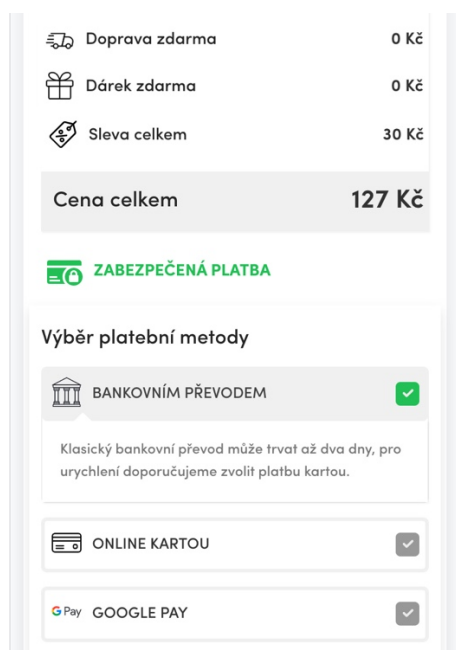 Doprava zdarma 0 Kč
Dárek zdarma 0 Kč
Sleva celkem 30 Kč
Cena celkem 127 Kč
ZABEZPEČENÁ PLATBA
Výběr platební metody
BANKOVNÍM PŘEVODEM
Klasický bankovní převod může trvat až dva dny, pro
urychlení doporučujeme zvolit platbu kartou.
ONLINE KARTOU
G Pay GOOGLE PAY